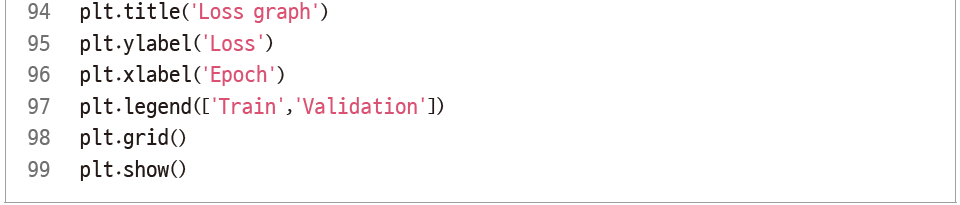 94 plt.title('Loss graph')
95 plt.ylabel('Loss')
96 plt.xlabel('Epoch')
97 plt.legend(['Train','Validation'])
98 plt.grid()
99 plt.show()